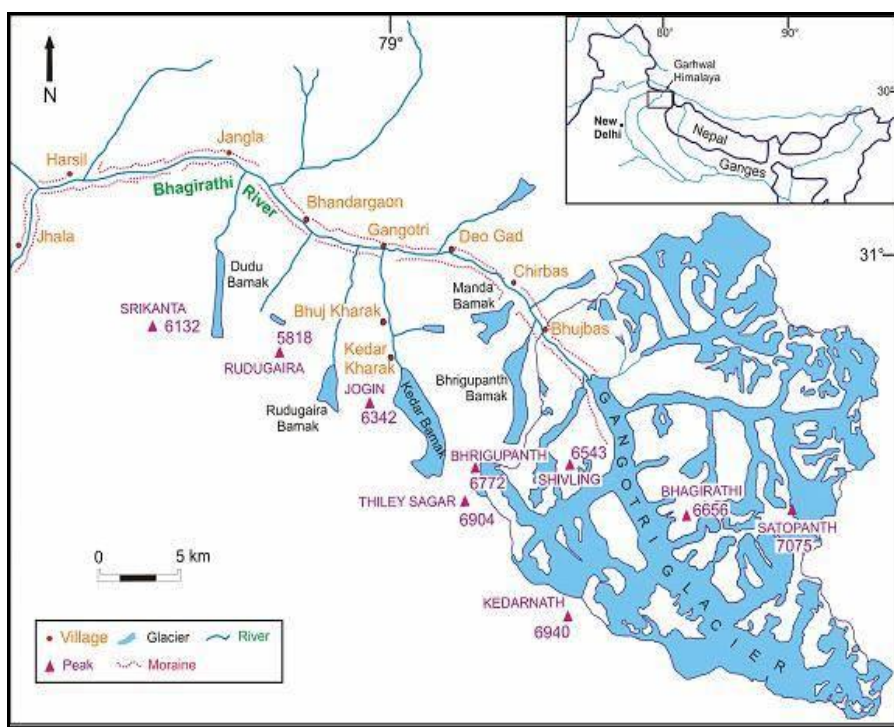 79°
80°
90°
Garhwal
Himalaya
30°
New
Delhi
Nepal
Ganges
N
Jangla
Harsil
Bhagirathi
River
Bhandargaon
Gangotri
Deo Gad
31°
Jhala
Dudu
Bamak
Chirbas
Manda
Bamak
SRIKANTA
6132
Bhuj Kharak
Bhujbas
5818
RUDUGAIRA
Kedar
Kharak
Bhrigupanth
Bamak
JOGIN
6342
Rudugaira
Bamak
Kedar Bamak
GANGOTRI GLACIER
BHRIGUPANTH
6772
6543
SHIVLING
THILEY SAGAR
6904
BHAGIRATHI
6656
SATOPANTH
7075
0 5 km
KEDARNATH
6940
Village Glacier River
Peak Moraine